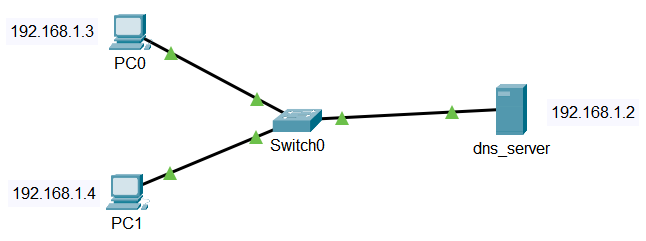 192.168.1.3
PC0
192.168.1.2
Switch0
dns_server
192.168.1.4
PC1